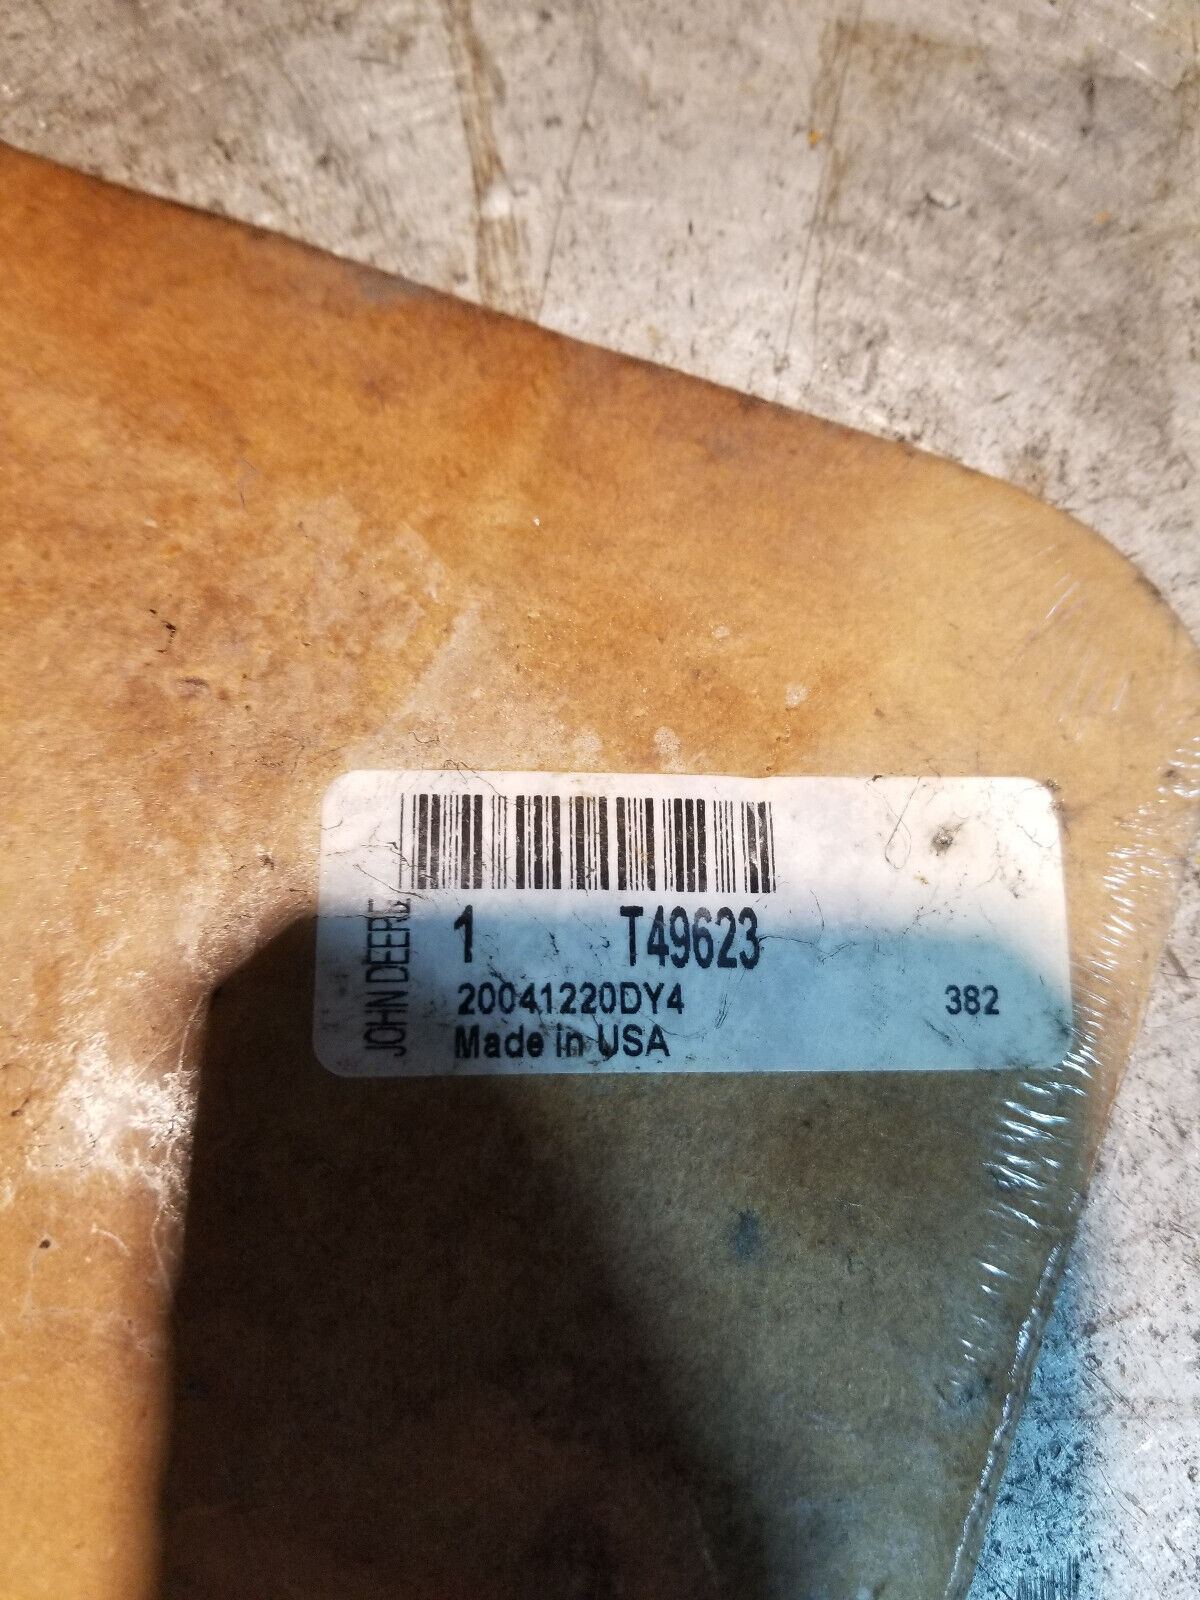 JOHN DEERE
1 T49623
20041220DY4 382
Made in USA